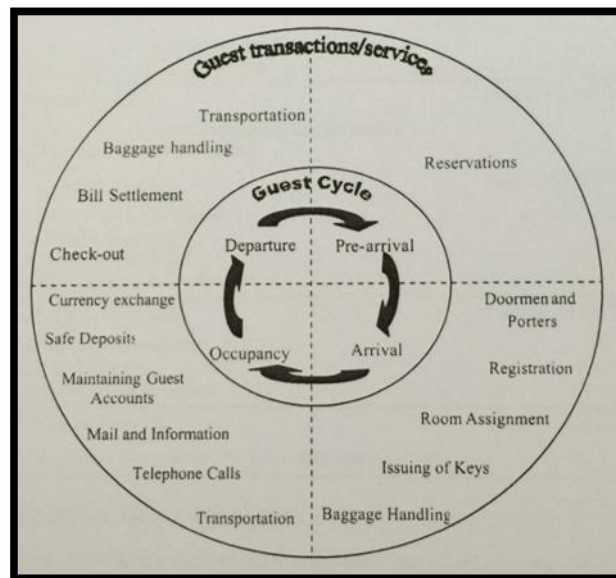 Guest transactions/services
Transportation
Baggage handling
Bill Settlement
Check-out
Reservations
Guest Cycle
Departure
Pre-arrival
Occupancy
Arrival
Currency exchange
Safe Deposits
Maintaining Guest
Accounts
Mail and Information
Telephone Calls
Transportation
Doormen and
Porters
Registration
Room Assignment
Issuing of Keys
Baggage Handling